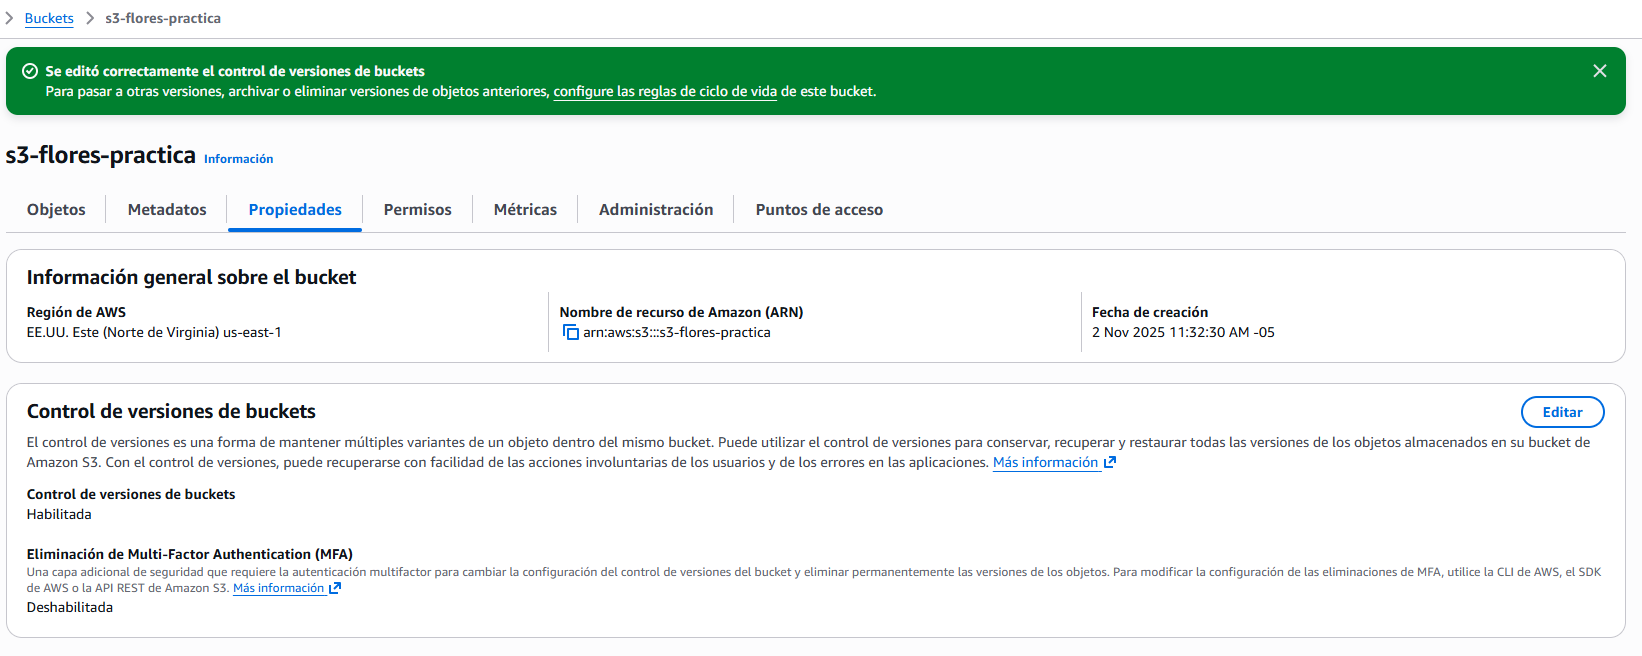 Buckets
s3-flores-practica
Se editó correctamente el control de versiones de buckets
Para pasar a otras versiones, archivar o eliminar versiones de objetos anteriores, configure las reglas de ciclo de vida de este bucket.
s3-flores-practica Información
Objetos
Metadatos
Propiedades
Permisos
Métricas
Administración
Puntos de acceso
Información general sobre el bucket
Región de AWS
EE.UU. Este (Norte de Virginia) us-east-1
Nombre de recurso de Amazon (ARN)
arn:aws:s3:::s3-flores-practica
Fecha de creación
2 Nov 2025 11:32:30 AM -05
Control de versiones de buckets
Editar
El control de versiones es una forma de mantener múltiples variantes de un objeto dentro del mismo bucket. Puede utilizar el control de versiones para conservar, recuperar y restaurar todas las versiones de los objetos almacenados en su bucket de
Amazon S3. Con el control de versiones, puede recuperarse con facilidad de las acciones involuntarias de los usuarios y de los errores en las aplicaciones. Más información
Control de versiones de buckets
Habilitada
Eliminación de Multi-Factor Authentication (MFA)
Una capa adicional de seguridad que requiere la autenticación multifactor para cambiar la configuración del control de versiones del bucket y eliminar permanentemente las versiones de los objetos. Para modificar la configuración de las eliminaciones de MFA, utilice la CLI de AWS, el SDK
de AWS o la API REST de Amazon S3. Más información
Deshabilitada